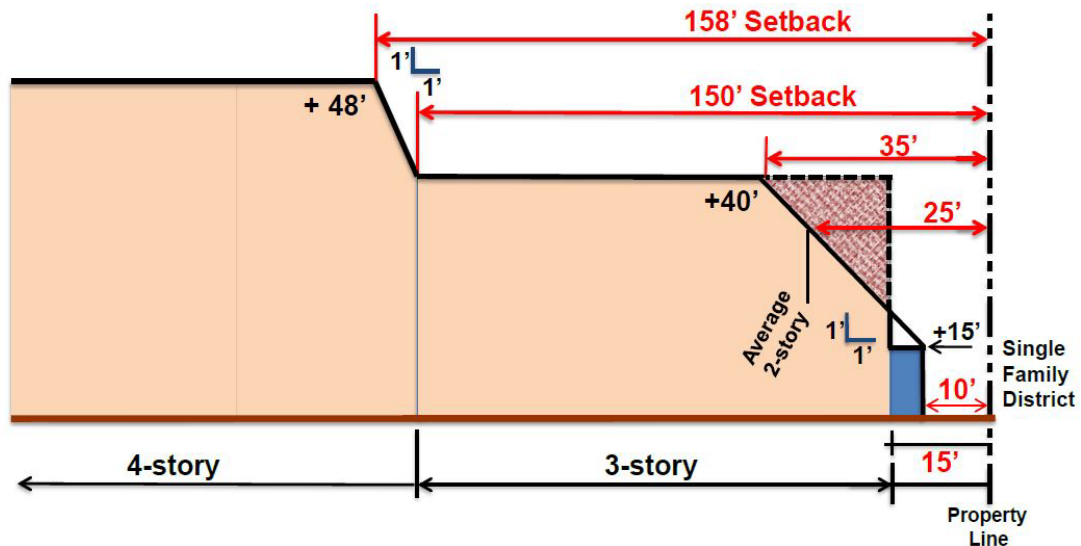 158’ Setback
1’
1’
+ 48’
150’ Setback
35’
+40’
25’
Average
2-story
1’
1’
+15’
Single
Family
District
10’
4-story
3-story
15’
Property
Line